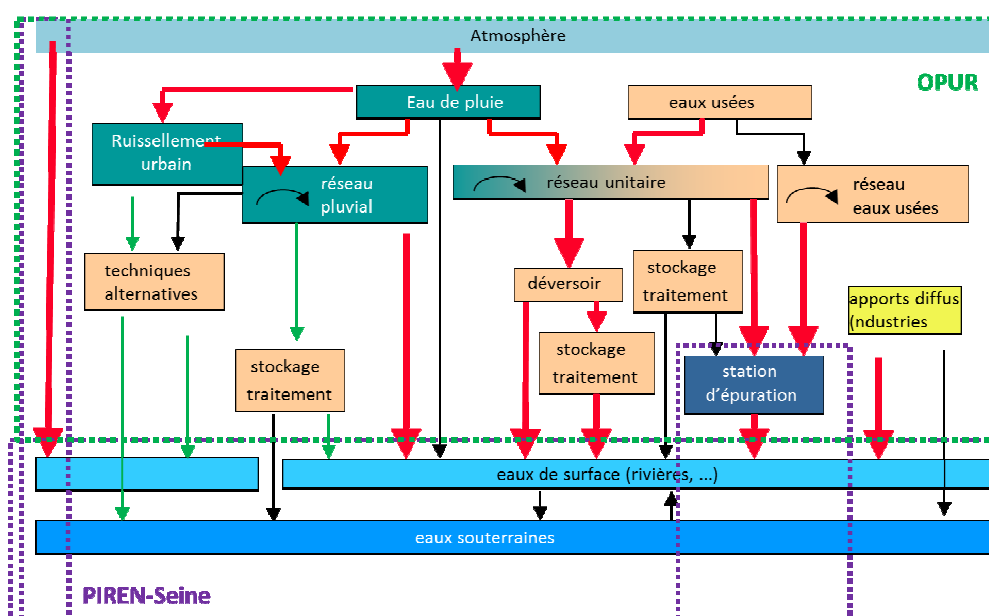 Atmosphère
OPUR
Eau de pluie
eaux usées
Ruissellement
urbain
réseau
pluvial
réseau unitaire
réseau
eaux usées
techniques
alternatives
déversoir
stockage
traitement
apports diffus
(ndustries
stockage
traitement
stockage
traitement
station
d'épuration
eaux de surface (rivières, ...)
eaux souterraines
PIREN-Seine